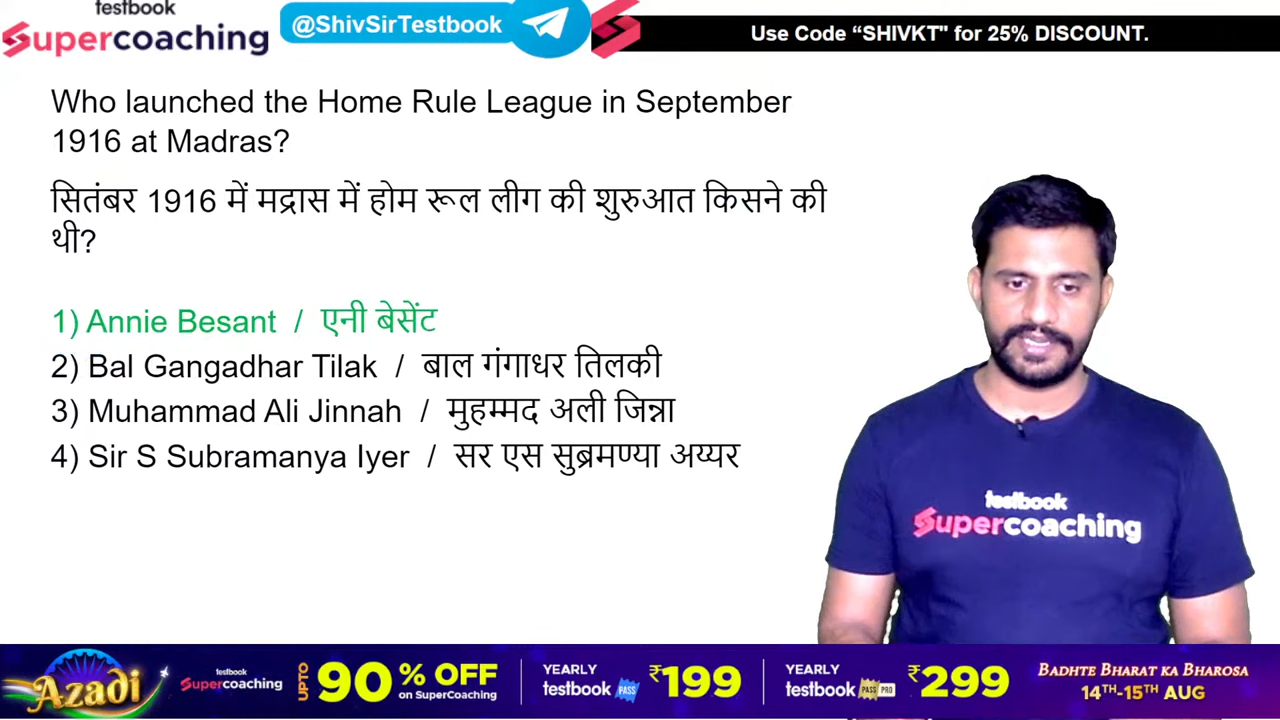 testbook
Supercoaching
@ShivSirTestbook
Use Code “SHIVKT" for 25% DISCOUNT.
Who launched the Home Rule League in September
1916 at Madras?
सितंबर 1916 में मद्रास में होम रूल लीग की शुरुआत किसने की
थी?
1) Annie Besant / एनी बेसेंट
2) Bal Gangadhar Tilak / बाल गंगाधर तिलकी
3) Muhammad Ali Jinnah / मुहम्मद अली जिन्ना
4) Sir S Subramanya Iyer / सर एस सुब्रमण्या अय्यर
testbook
Supercoaching
Azadi
testbook
Supercoaching
UPTO 90% OFF
on SuperCoaching
YEARLY
testbook PASS
₹199
YEARLY
testbook PASS PRO
₹299
BADHTE BHARAT KA BHAROSA
14TH-15TH AUG